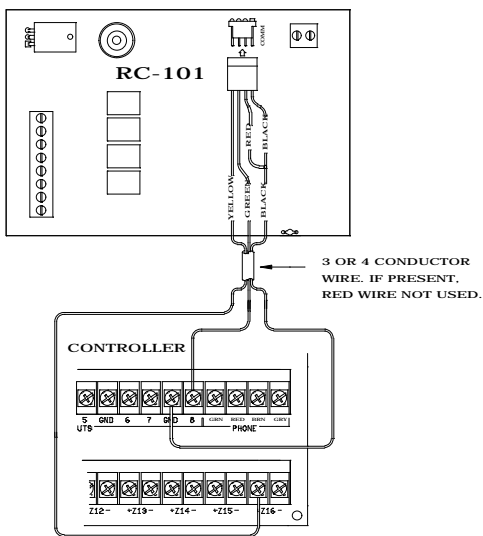 COMM
RC-101
RED
BLACK
YELLOW
GREEN
BLACK
3 OR 4 CONDUCTOR
WIRE. IF PRESENT,
RED WIRE NOT USED.
CONTROLLER
5 GND 6 7 GND 8 GRN RED BRN GRY
UTS PHONE
Z12- +Z13- +Z14- +Z15- Z16-